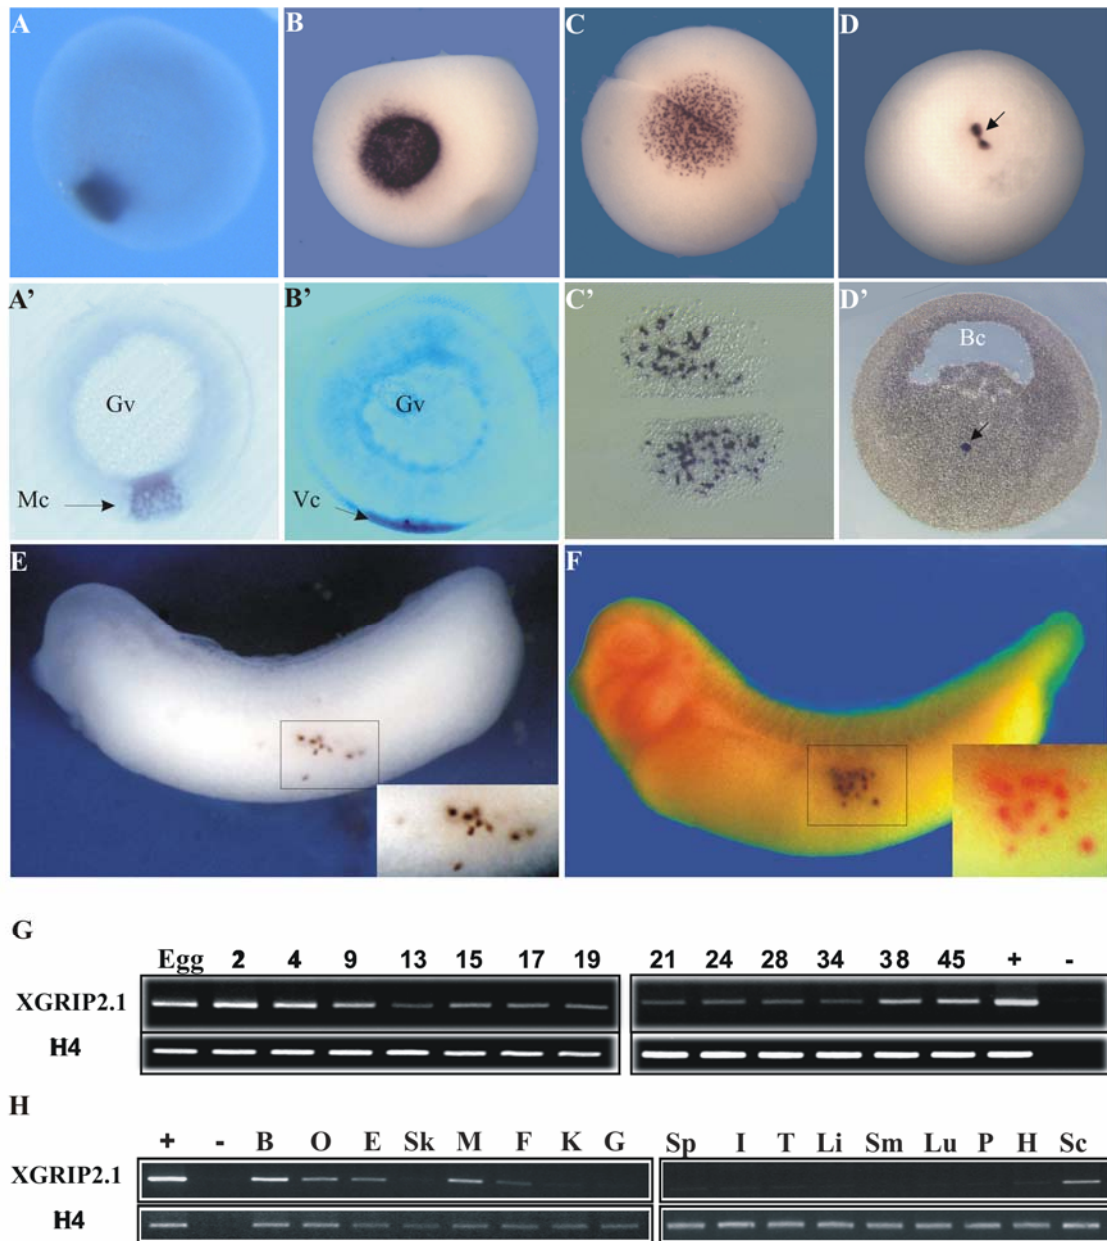 A
B
C
D
A'
Gv
Mc
B'
Gv
Vc
C'
D'
Bc
E
F
G
Egg 2 4 9 13 15 17 19 21 24 28 34 38 45 + -
XGRIP2.1
H4
H
+ - B O E Sk M F K G Sp I T Li Sm Lu P H Sc
XGRIP2.1
H4